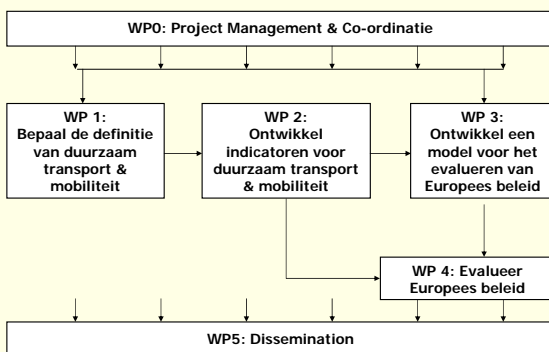 WP0: Project Management & Co-ordinatie
WP 1:
Bepaal de definitie
van duurzaam
transport &
mobiliteit
WP 2:
Ontwikkel
indicatoren voor
duurzaam transport
& mobiliteit
WP 3:
Ontwikkel een
model voor het
evalueren van
Europees beleid
WP 4: Evalueer
Europees beleid
WP5: Dissemination